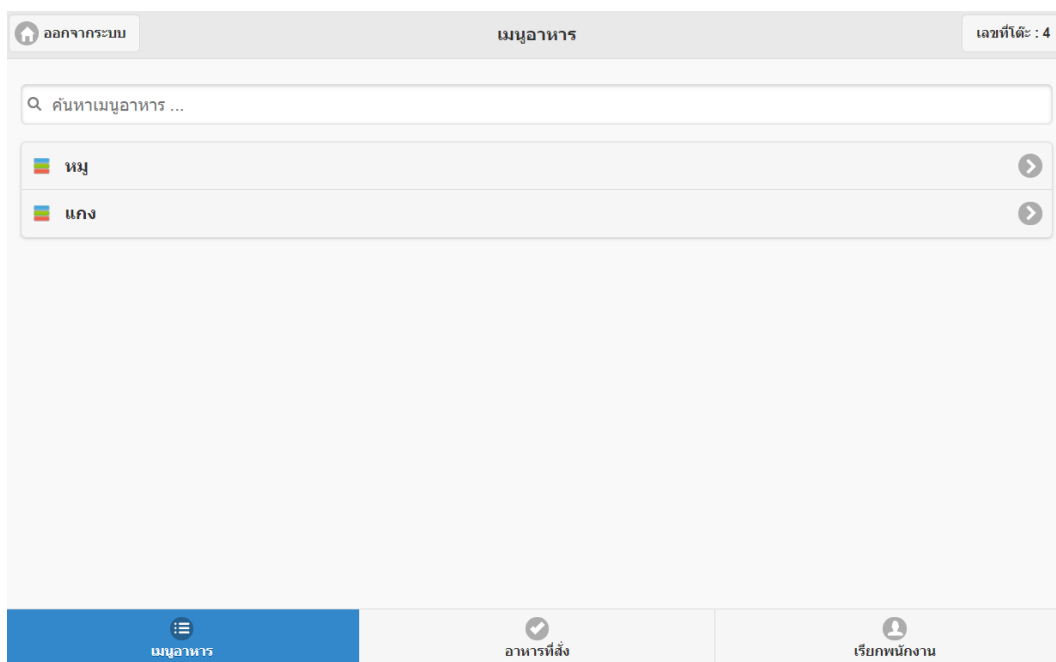 ออกจากระบบ
เมนูอาหาร
เลขที่โต๊ะ : 4
ค้นหาเมนูอาหาร ...
หมู
แกง
เมนูอาหาร
อาหารที่สั่ง
เรียกพนักงาน